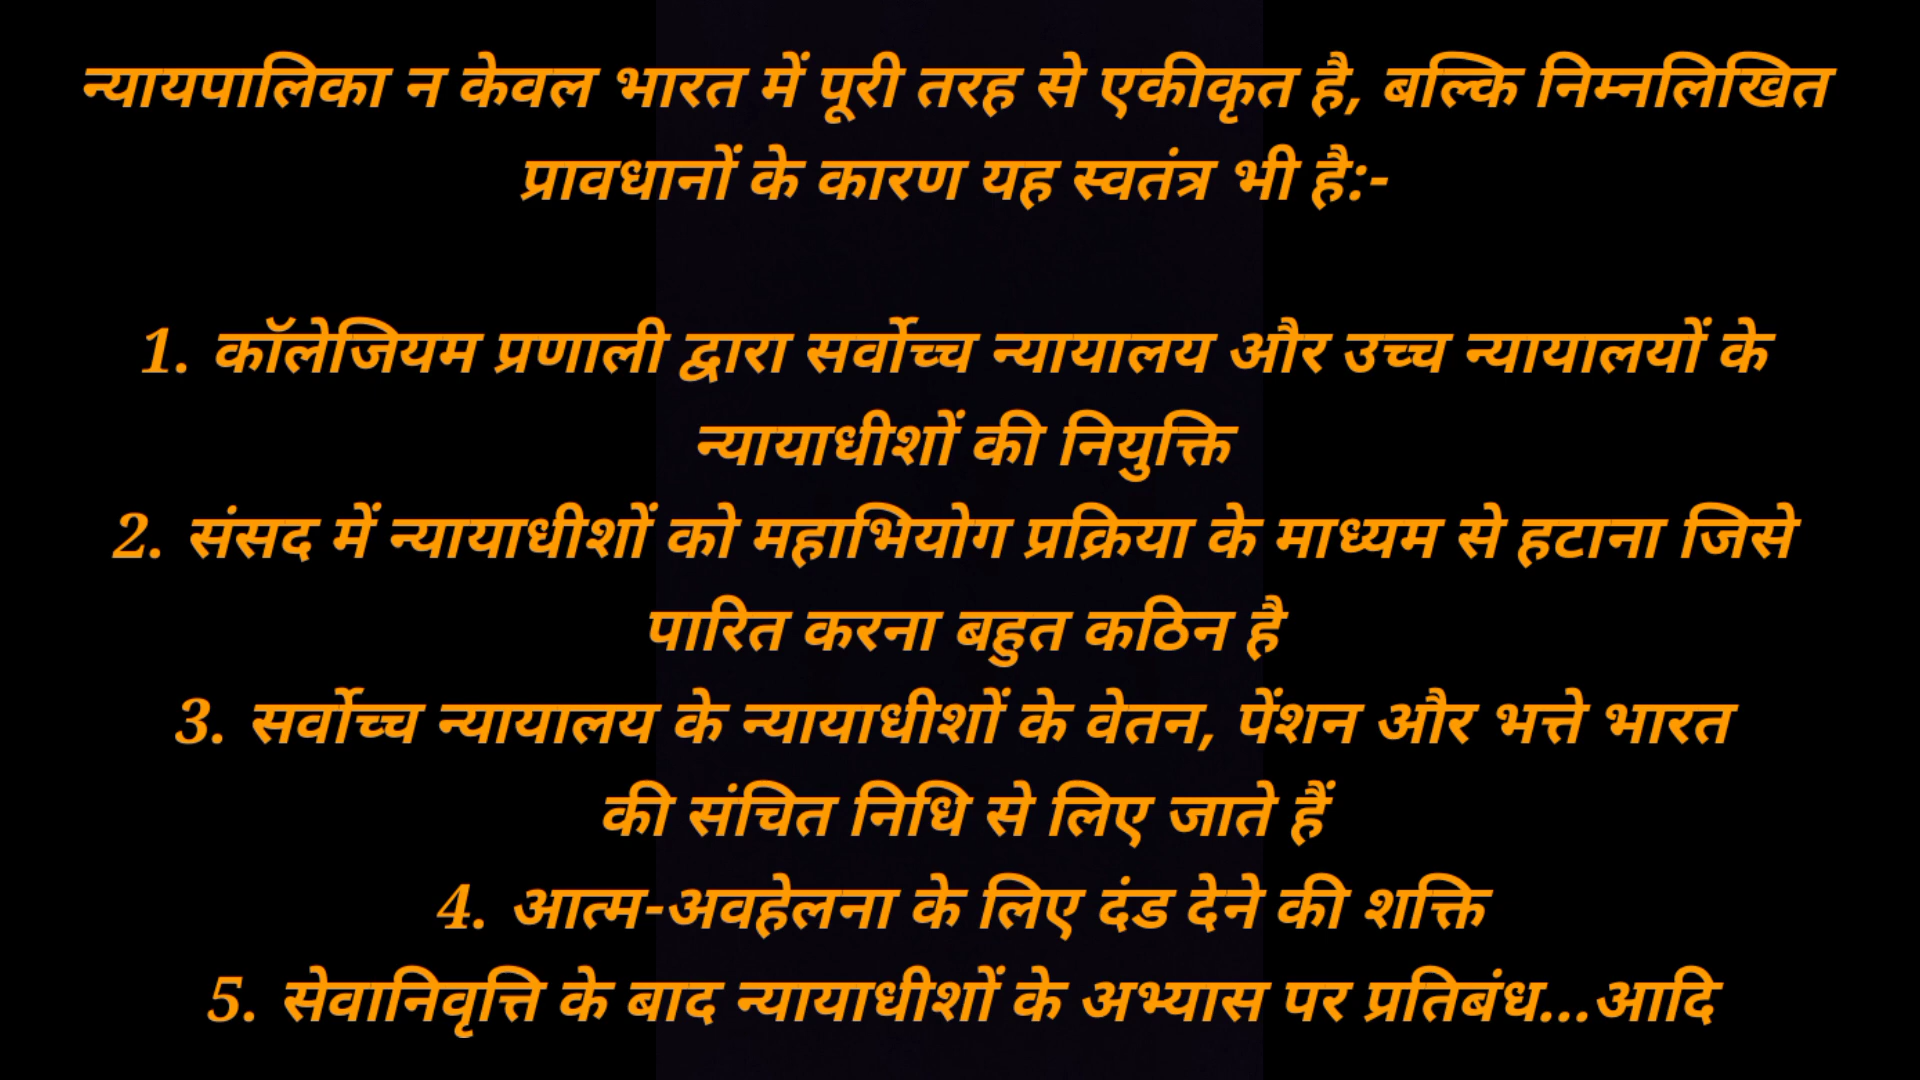 न्यायपालिका न केवल भारत में पूरी तरह से एकीकृत है, बल्कि निम्नलिखित
प्रावधानों के कारण यह स्वतंत्र भी है:-
1. कॉलेजियम प्रणाली द्वारा सर्वोच्च न्यायालय और उच्च न्यायालयों के
न्यायाधीशों की नियुक्ति
2. संसद में न्यायाधीशों को महाभियोग प्रक्रिया के माध्यम से हटाना जिसे
पारित करना बहुत कठिन है
3. सर्वोच्च न्यायालय के न्यायाधीशों के वेतन, पेंशन और भत्ते भारत
की संचित निधि से लिए जाते हैं
4. आत्म-अवहेलना के लिए दंड देने की शक्ति
5. सेवानिवृत्ति के बाद न्यायाधीशों के अभ्यास पर प्रतिबंध...आदि